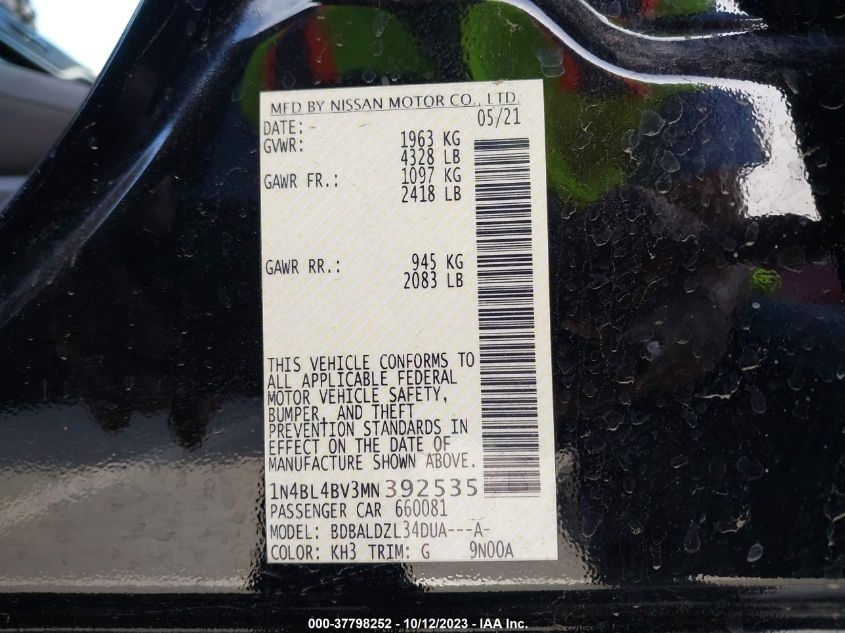 MFD BY NISSAN MOTOR CO., LTD
DATE: - 05/21
GVWR: 1963 KG
4328 LB
GAWR FR.: 1097 KG
2418 LB
GAWR RR.: 945 KG
2083 LB
THIS VEHICLE CONFORMS TO
ALL APPLICABLE FEDERAL
MOTOR VEHICLE SAFETY,
BUMPER, AND THEFT
PREVENTION STANDARDS IN
EFFECT ON THE DATE OF
MANUFACTURE SHOWN ABOVE.
1N4BL4BV3MN392535
PASSENGER CAR 660081
MODEL: BDBALDZL34DUA---A-
COLOR: KH3 TRIM: G 9N00A
000-37798252 - 10/12/2023 - IAA Inc.